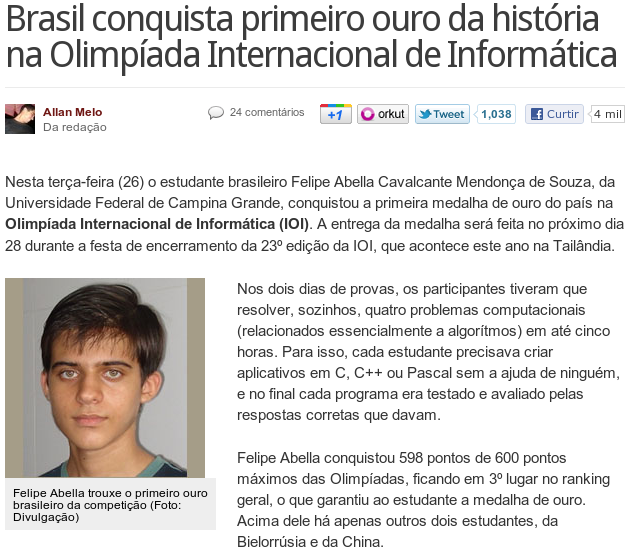 Brasil conquista primeiro ouro da história
na Olimpíada Internacional de Informática
Allan Melo
Da redação
24 comentários
+1
orkut
Tweet
1,038
Curtir
4 mil
Nesta terça-feira (26) o estudante brasileiro Felipe Abella Cavalcante Mendonça de Souza, da
Universidade Federal de Campina Grande, conquistou a primeira medalha de ouro do país na
Olimpíada Internacional de Informática (IOI). A entrega da medalha será feita no próximo dia
28 durante a festa de encerramento da 23º edição da IOI, que acontece este ano na Tailândia.
Nos dois dias de provas, os participantes tiveram que
resolver, sozinhos, quatro problemas computacionais
(relacionados essencialmente a algorítmos) em até cinco
horas. Para isso, cada estudante precisava criar
aplicativos em C, C++ ou Pascal sem a ajuda de ninguém,
e no final cada programa era testado e avaliado pelas
respostas corretas que davam.
Felipe Abella trouxe o primeiro ouro
brasileiro da competição (Foto:
Divulgação)
Felipe Abella conquistou 598 pontos de 600 pontos
máximos das Olimpíadas, ficando em 3º lugar no ranking
geral, o que garantiu ao estudante a medalha de ouro.
Acima dele há apenas outros dois estudantes, da
Bielorrúsia e da China.